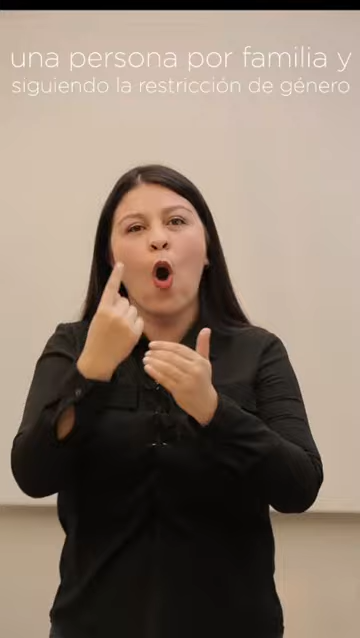 una persona por familia y
siguiendo la restricción de género